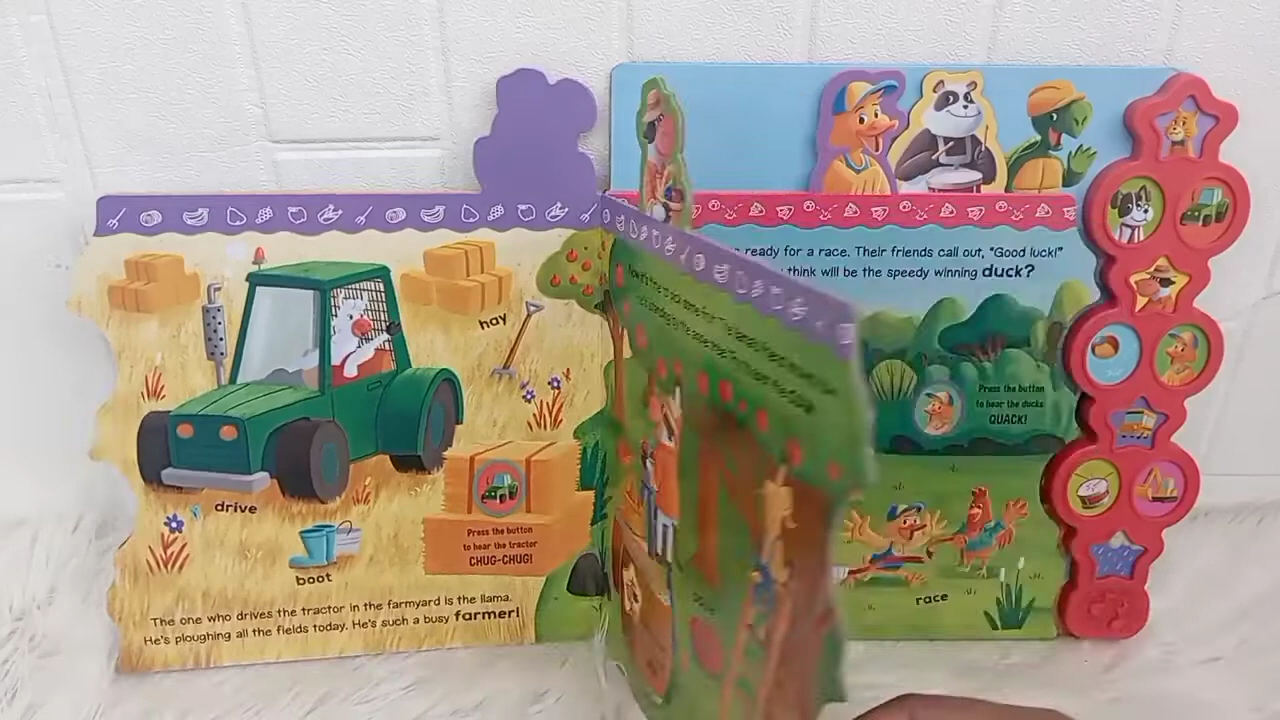 hay
drive
boot
Press the button
to hear the tractor
CHUG-CHUG!
The one who drives the tractor in the farmyard is the llama.
He's ploughing all the fields today. He's such a busy farmer!
ready for a race. Their friends call out, "Good luck!"
think will be the speedy winning duck?
Press the button
to hear the ducks
QUACK!
race